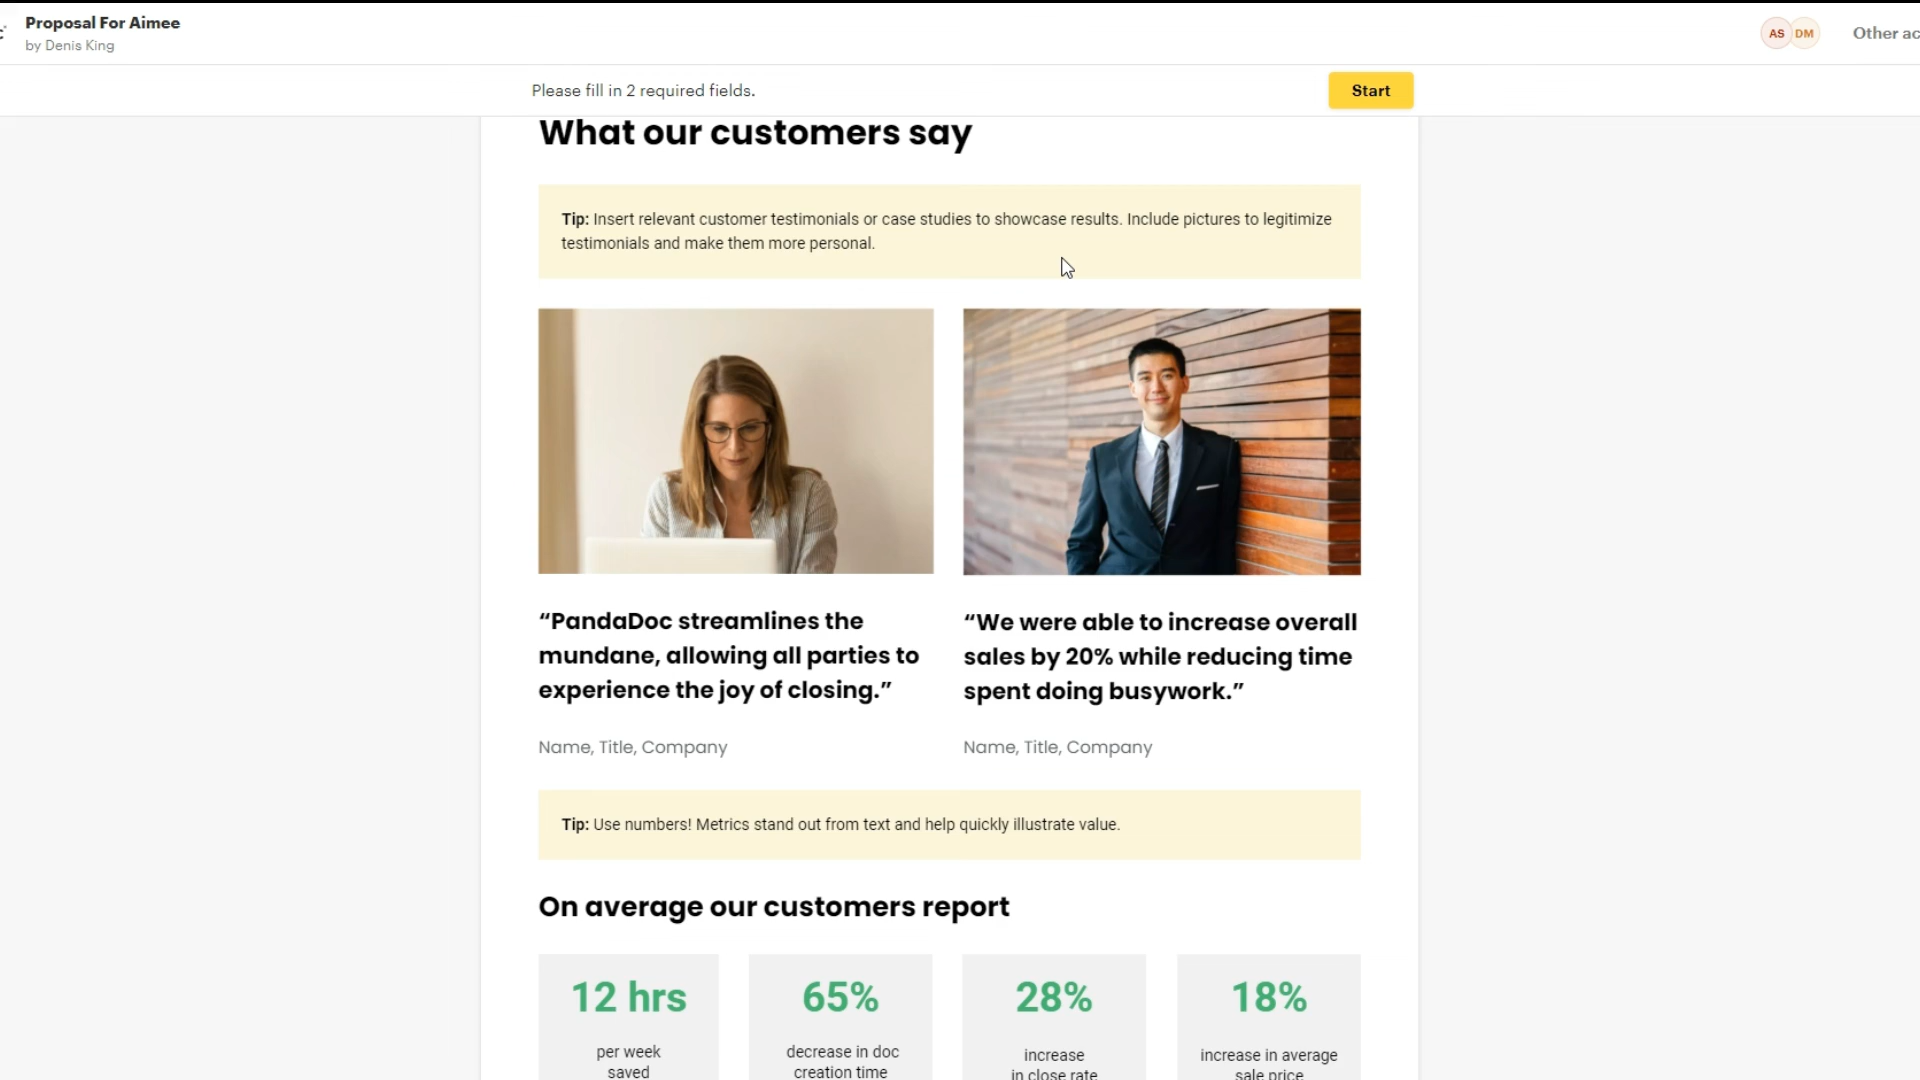 Proposal For Aimee
by Denis King
AS DM
Other ac
Please fill in 2 required fields.
Start
What our customers say
Tip: Insert relevant customer testimonials or case studies to showcase results. Include pictures to legitimize
testimonials and make them more personal.
“PandaDoc streamlines the
mundane, allowing all parties to
experience the joy of closing.”
Name, Title, Company
“We were able to increase overall
sales by 20% while reducing time
spent doing busywork.”
Name, Title, Company
Tip: Use numbers! Metrics stand out from text and help quickly illustrate value.
On average our customers report
12 hrs
per week
saved
65%
decrease in doc
creation time
28%
increase
in close rate
18%
increase in average
sale price